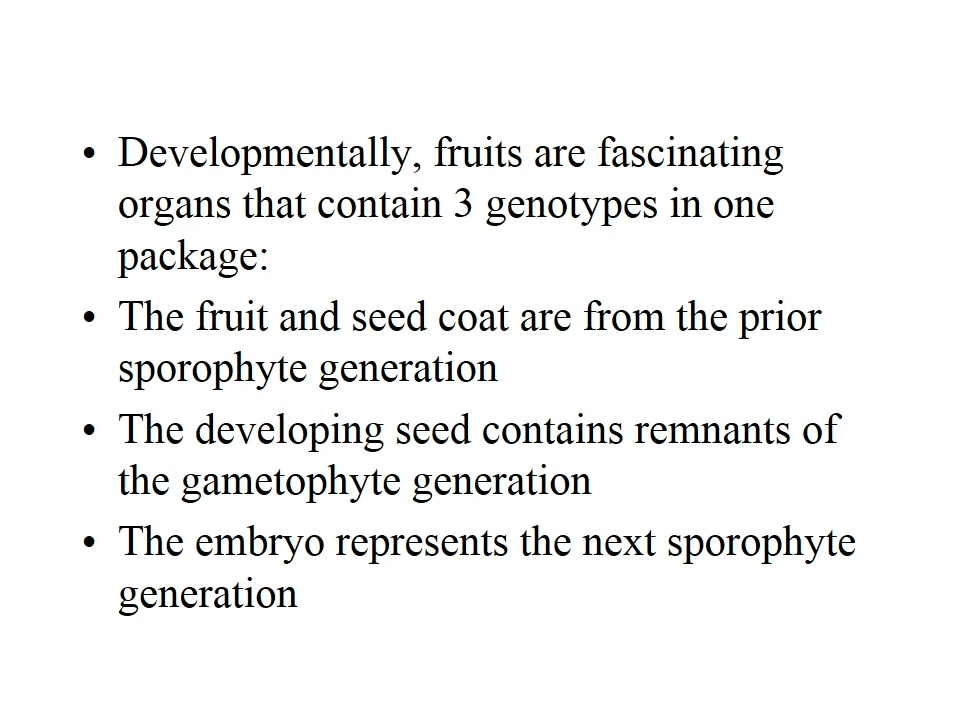 • Developmentally, fruits are fascinating
organs that contain 3 genotypes in one
package:
• The fruit and seed coat are from the prior
sporophyte generation
• The developing seed contains remnants of
the gametophyte generation
• The embryo represents the next sporophyte
generation